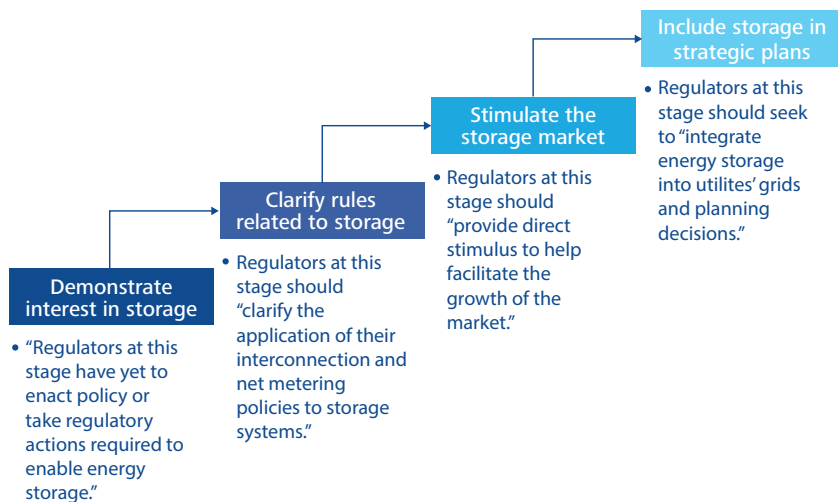 Include storage in
strategic plans
• Regulators at this
stage should seek
to “integrate
energy storage
into utilites’ grids
and planning
decisions.”
Stimulate the
storage market
• Regulators at this
stage should
“provide direct
stimulus to help
facilitate the
growth of the
market.”
Clarify rules
related to storage
• Regulators at this
stage should
“clarify the
application of their
interconnection and
net metering
policies to storage
systems.”
Demonstrate
interest in storage
• “Regulators at this
stage have yet to
enact policy or
take regulatory
actions required to
enable energy
storage.”